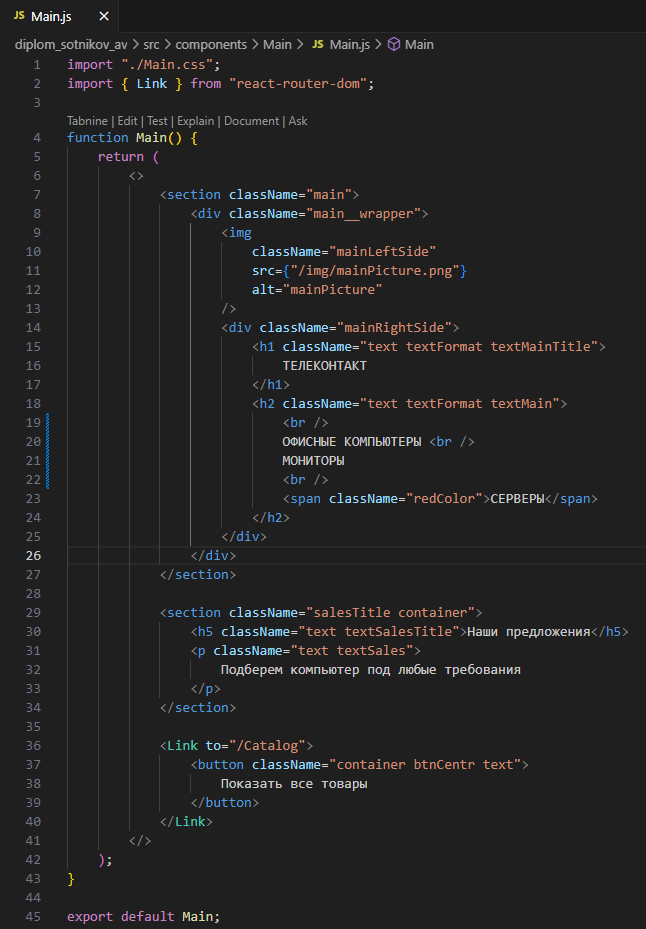 JS Main.js ×
diplom_sotnikov_av > src > components > Main > JS Main.js > Main
1 import "./Main.css";
2 import { Link } from "react-router-dom";
3
Tabnine | Edit | Test | Explain | Document | Ask
4 function Main() {
5 return (
6 <>
7 <section className="main">
8 <div className="main__wrapper">
9 <img
10 className="mainLeftSide"
11 src={"/img/mainPicture.png"}
12 alt="mainPicture"
13 />
14 <div className="mainRightSide">
15 <h1 className="text textFormat textMainTitle">
16 ТЕЛЕКОНТАКТ
17 </h1>
18 <h2 className="text textFormat textMain">
19 <br />
20 ОФИСНЫЕ КОМПЬЮТЕРЫ <br />
21 МОНИТОРЫ
22 <br />
23 <span className="redColor">СЕРВЕРЫ</span>
24 </h2>
25 </div>
26 </div>
27 </section>
28
29 <section className="salesTitle container">
30 <h5 className="text textSalesTitle">Наши предложения</h5>
31 <p className="text textSales">
32 Подберем компьютер под любые требования
33 </p>
34 </section>
35
36 <Link to="/Catalog">
37 <button className="container btnCentr text">
38 Показать все товары
39 </button>
40 </Link>
41 </>
42 );
43 }
44
45 export default Main;